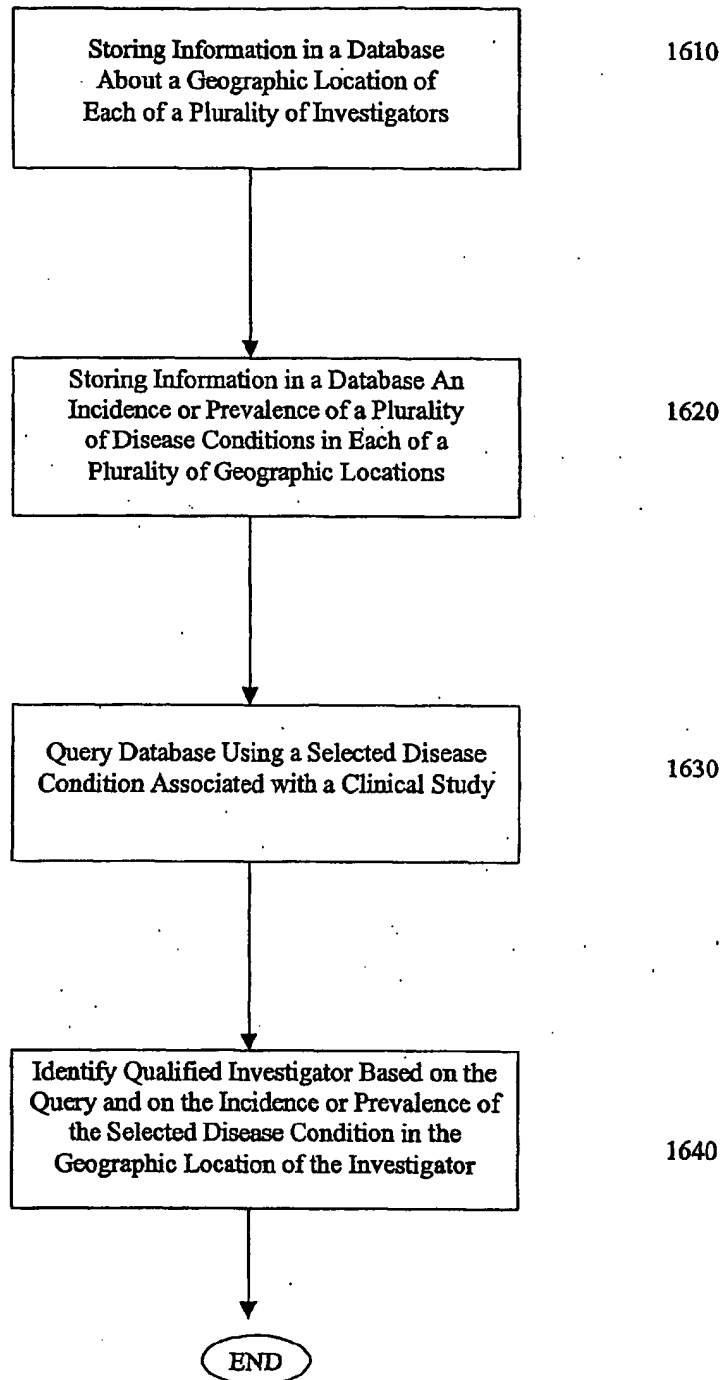 Storing Information in a Database
About a Geographic Location of
Each of a Plurality of Investigators
1610
Storing Information in a Database An
Incidence or Prevalence of a Plurality
of Disease Conditions in Each of a
Plurality of Geographic Locations
1620
Query Database Using a Selected Disease
Condition Associated with a Clinical Study
1630
Identify Qualified Investigator Based on the
Query and on the Incidence or Prevalence of
the Selected Disease Condition in the
Geographic Location of the Investigator
1640
END